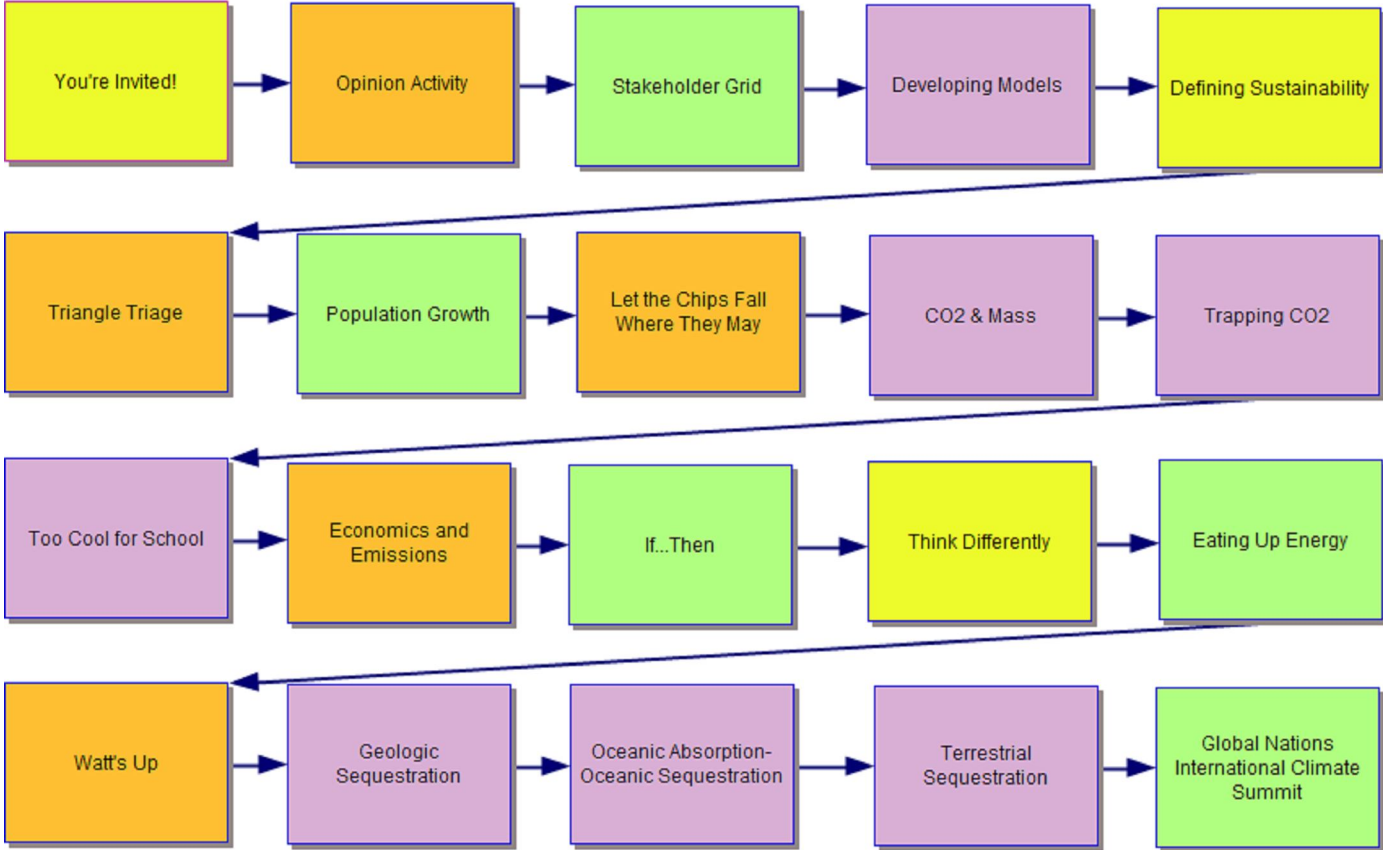 You're Invited!
Opinion Activity
Stakeholder Grid
Developing Models
Defining Sustainability
Triangle Triage
Population Growth
Let the Chips Fall
Where They May
CO2 & Mass
Trapping CO2
Too Cool for School
Economics and
Emissions
If...Then
Think Differently
Eating Up Energy
Watt's Up
Geologic
Sequestration
Oceanic Absorption-
Oceanic Sequestration
Terrestrial
Sequestration
Global Nations
International Climate
Summit